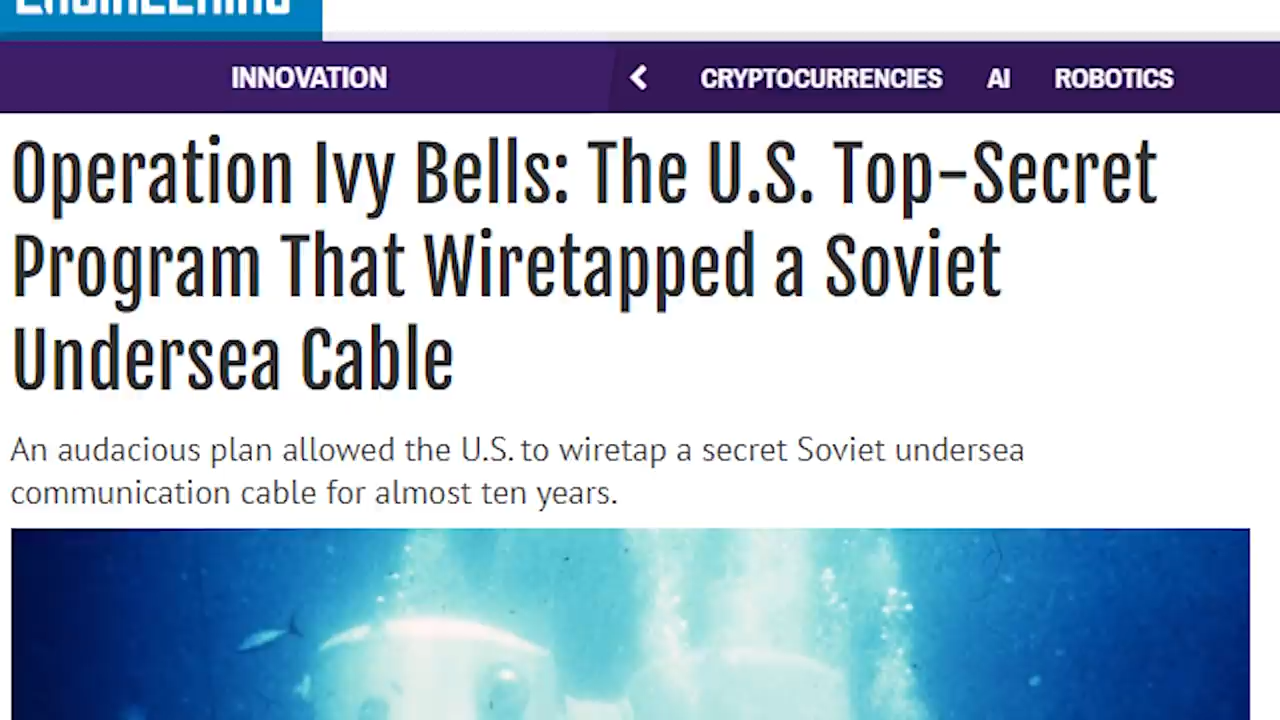 ENGINEERING
INNOVATION
CRYPTOCURRENCIES AI ROBOTICS
Operation Ivy Bells: The U.S. Top-Secret
Program That Wiretapped a Soviet
Undersea Cable
An audacious plan allowed the U.S. to wiretap a secret Soviet undersea
communication cable for almost ten years.